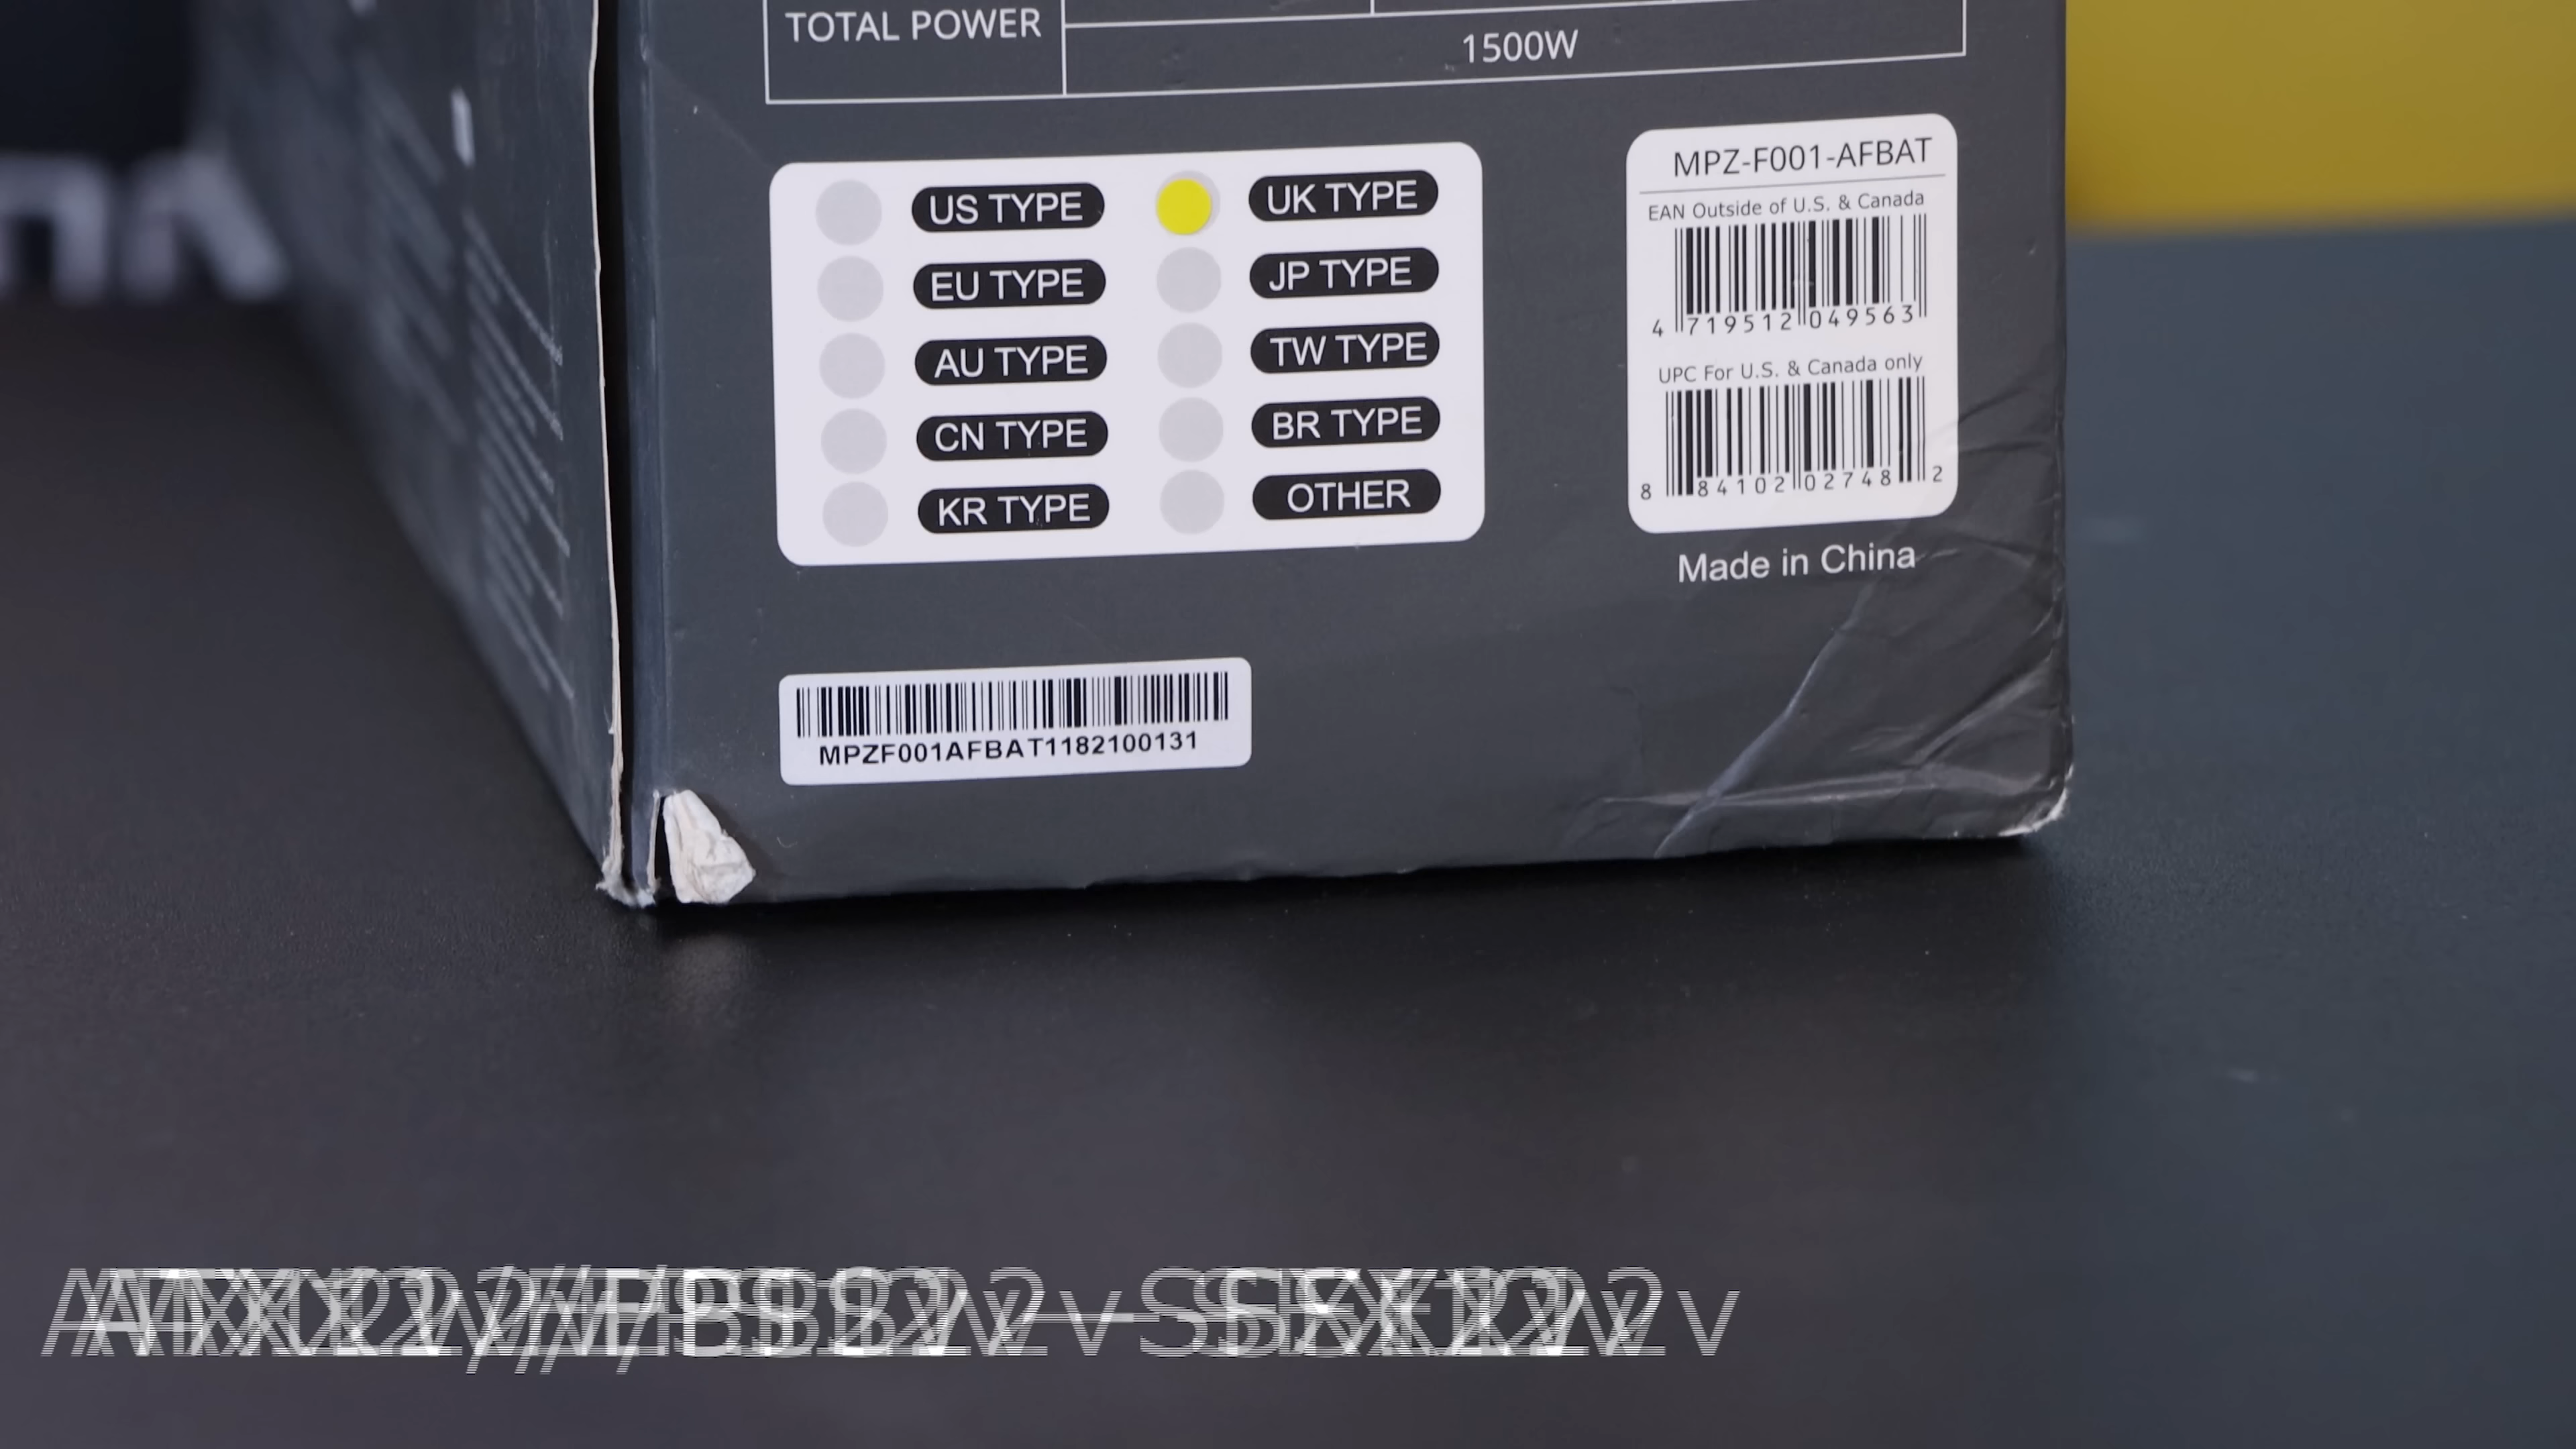 TOTAL POWER
1500W
US TYPE
UK TYPE
EU TYPE
JP TYPE
AU TYPE
TW TYPE
CN TYPE
BR TYPE
KR TYPE
OTHER
MPZ-F001-AFBAT
EAN Outside of U.S. & Canada
4 719512 049563
UPC For U.S. & Canada only
8 84102 02748 2
Made in China
MPZF001AFBAT1182100131